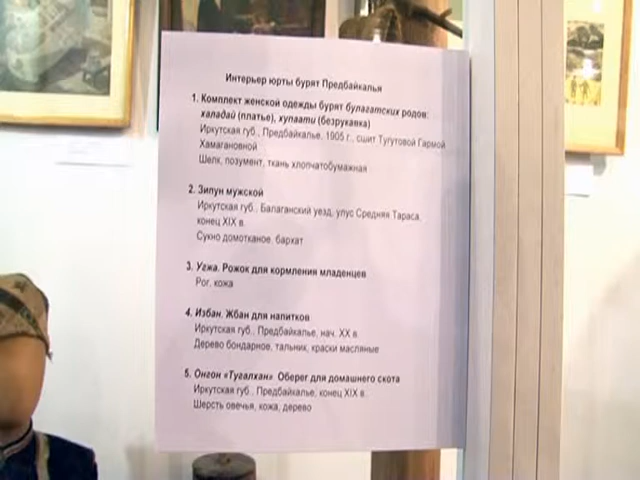 Интерьер юрты бурят Предбайкалья
1. Комплект женской одежды бурят булагатских родов:
халадай (платье), хупаати (безрукавка)
Иркутская губ., Предбайкалье, 1905 г., сшит Тугутовой Гармой
Хамагановной
Шелк, позумент, ткань хлопчатобумажная
2. Зипун мужской
Иркутская губ., Балаганский уезд, улус Средняя Тараса,
конец XIX в.
Сукно домотканое, бархат
3. Угжа. Рожок для кормления младенцев
Рог, кожа
4. Избан. Жбан для напитков
Иркутская губ., Предбайкалье, нач. XX в.
Дерево бондарное, тальник, краски масляные
5. Онгон «Тугалхан» Оберег для домашнего скота
Иркутская губ., Предбайкалье, конец XIX в.
Шерсть овечья, кожа, дерево